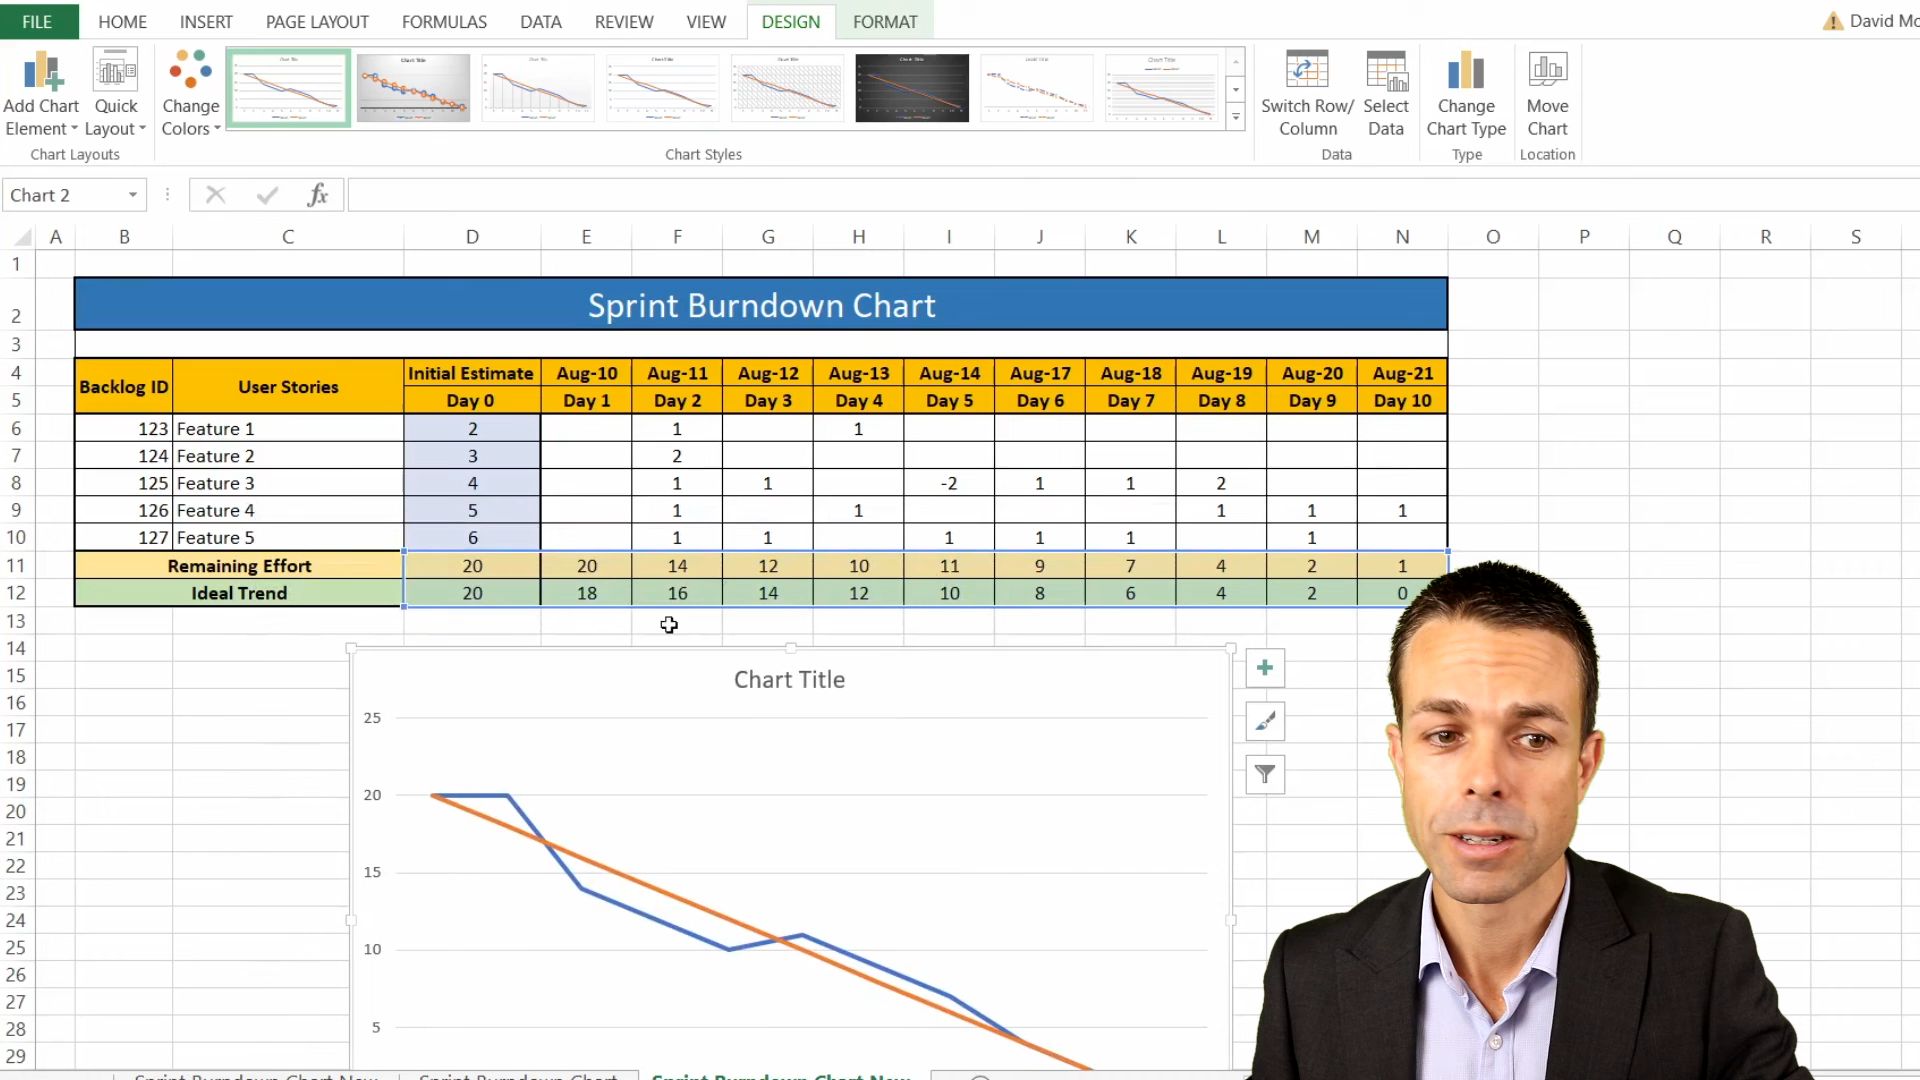 FILE HOME INSERT PAGE LAYOUT FORMULAS DATA REVIEW VIEW DESIGN FORMAT David Mc
Add Chart Element Quick Layout Change Colors Switch Row/ Column Select Data Change Chart Type Move Chart
Chart Layouts Chart Styles Data Type Location
Chart 2 fx
A B C D E F G H I J K L M N O P Q R S
1
2 Sprint Burndown Chart
3
4 Backlog ID User Stories Initial Estimate Aug-10 Aug-11 Aug-12 Aug-13 Aug-14 Aug-17 Aug-18 Aug-19 Aug-20 Aug-21
5 Day 0 Day 1 Day 2 Day 3 Day 4 Day 5 Day 6 Day 7 Day 8 Day 9 Day 10
6 123 Feature 1 2 1 1
7 124 Feature 2 3 2
8 125 Feature 3 4 1 1 -2 1 1 2
9 126 Feature 4 5 1 1 1 1 1
10 127 Feature 5 6 1 1 1 1 1 1
11 Remaining Effort 20 20 14 12 10 11 9 7 4 2 1
12 Ideal Trend 20 18 16 14 12 10 8 6 4 2 0
13
14
15 Chart Title
16
17 25
18
19
20 20
21
22
23 15
24
25 10
26
27
28 5
29
Sprint Burndown Chart New Sprint Burndown Chart Sprint Burndown Chart New